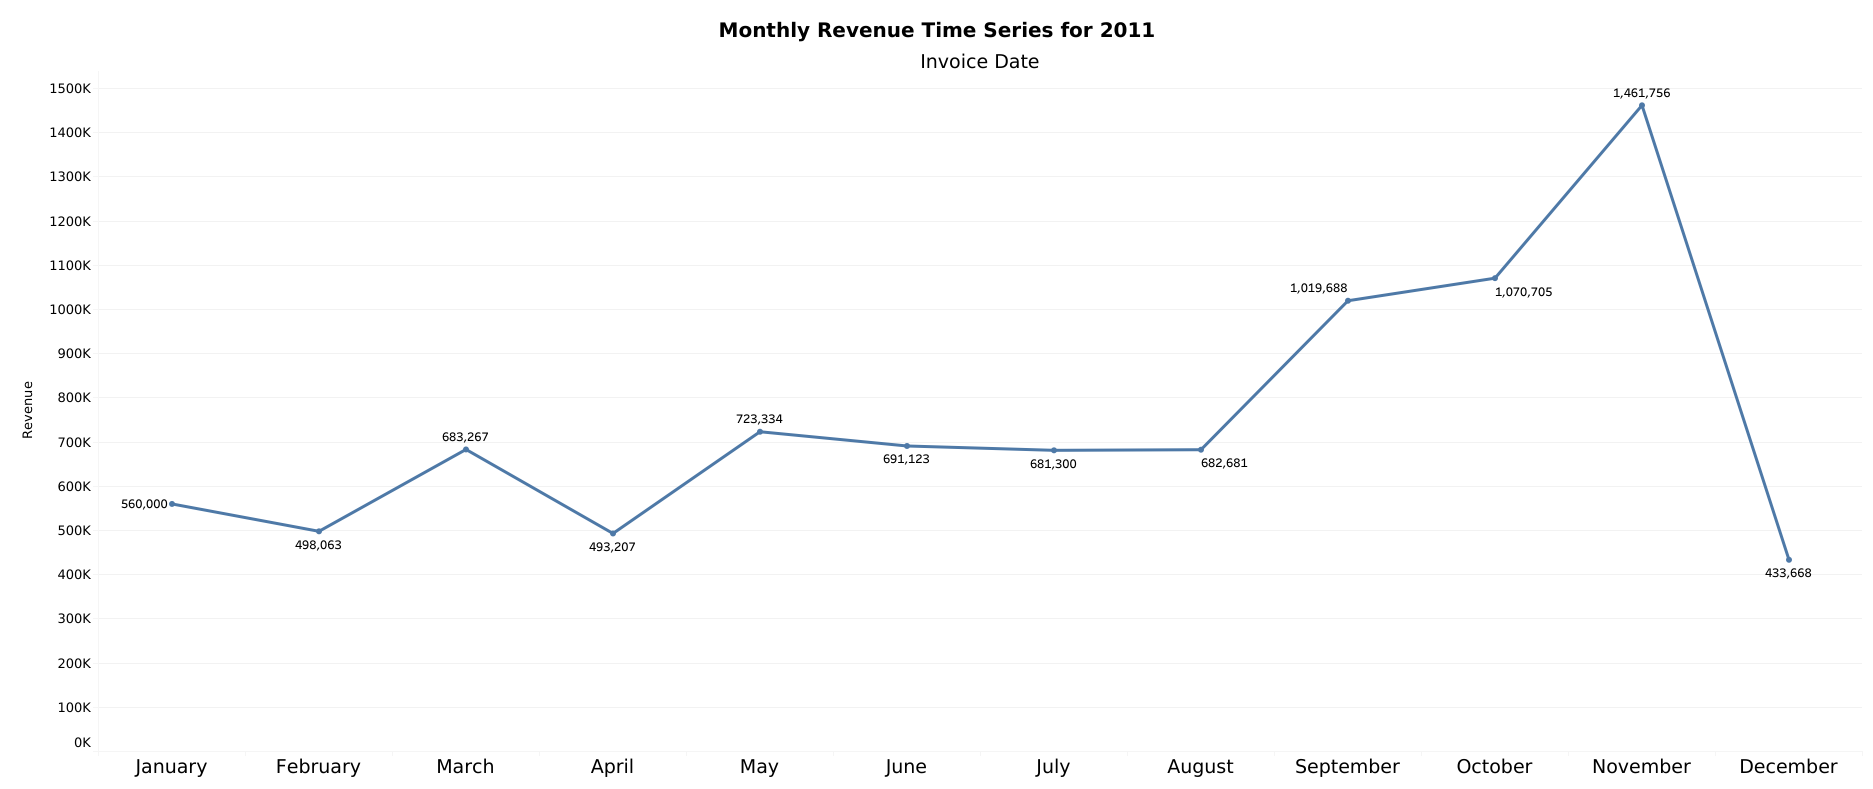 Monthly Revenue Time Series for 2011
Invoice Date
1500K
1400K
1300K
1200K
1100K
1000K
900K
800K
700K
600K
500K
400K
300K
200K
100K
0K
Revenue
560,000
498,063
683,267
493,207
723,334
691,123
681,300
682,681
1,019,688
1,070,705
1,461,756
433,668
January February March April May June July August September October November December